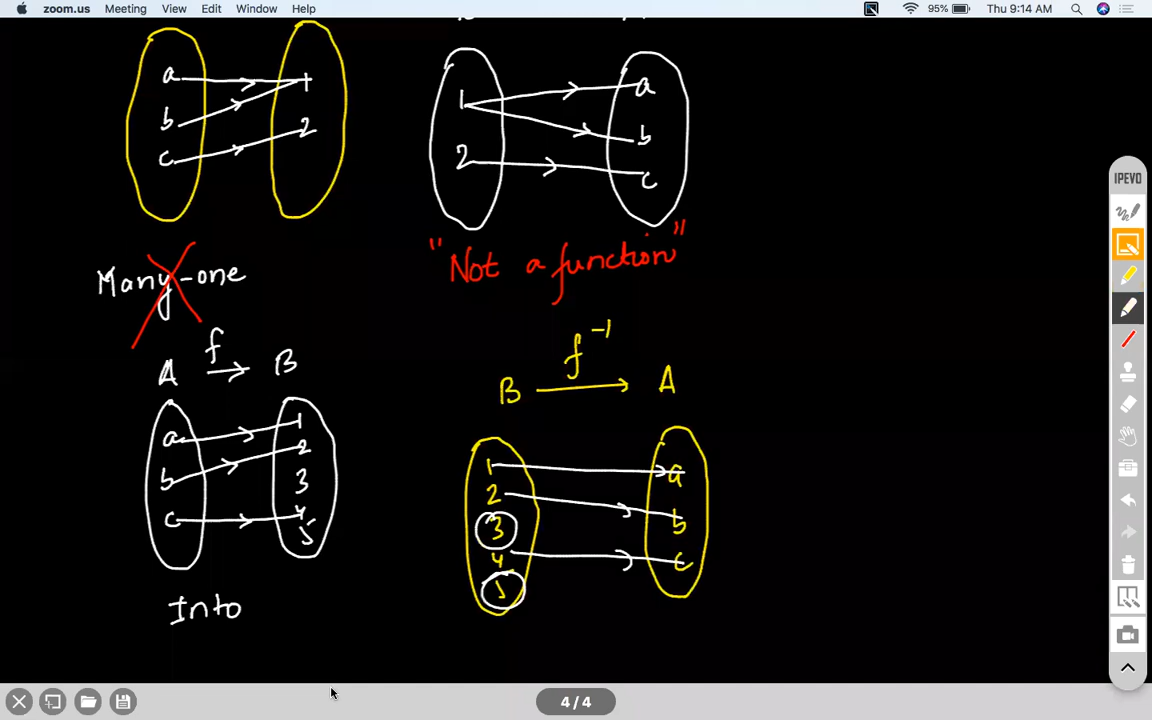 zoom.us Meeting View Edit Window Help
95% Thu 9:14 AM
a
b
c
1
2
1
2
a
b
c
Many-one
"Not a function"
A f→ B
B f⁻¹→ A
a
b
c
1
2
3
4
5
Into
1
2
3
4
5
a
b
c
IPEVO
4/4